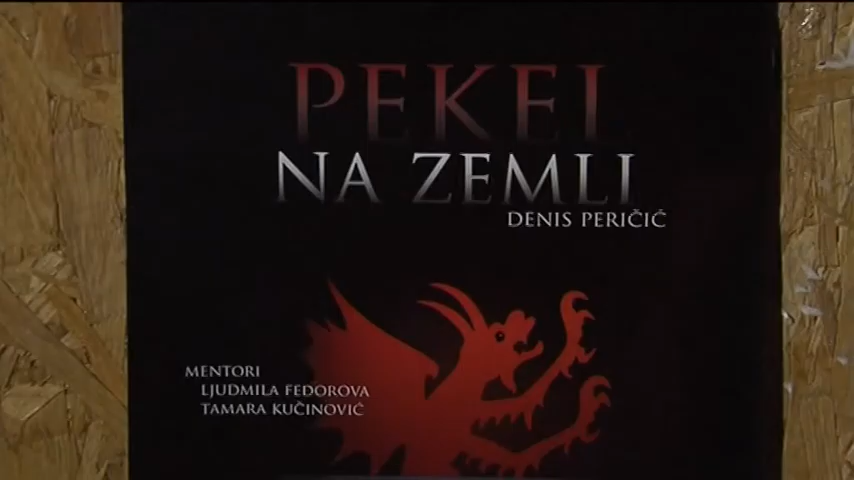 PEKEL
NA ZEMLI
DENIS PERIČIĆ
MENTORI
LJUDMILA FEDOROVA
TAMARA KUČINOVIĆ